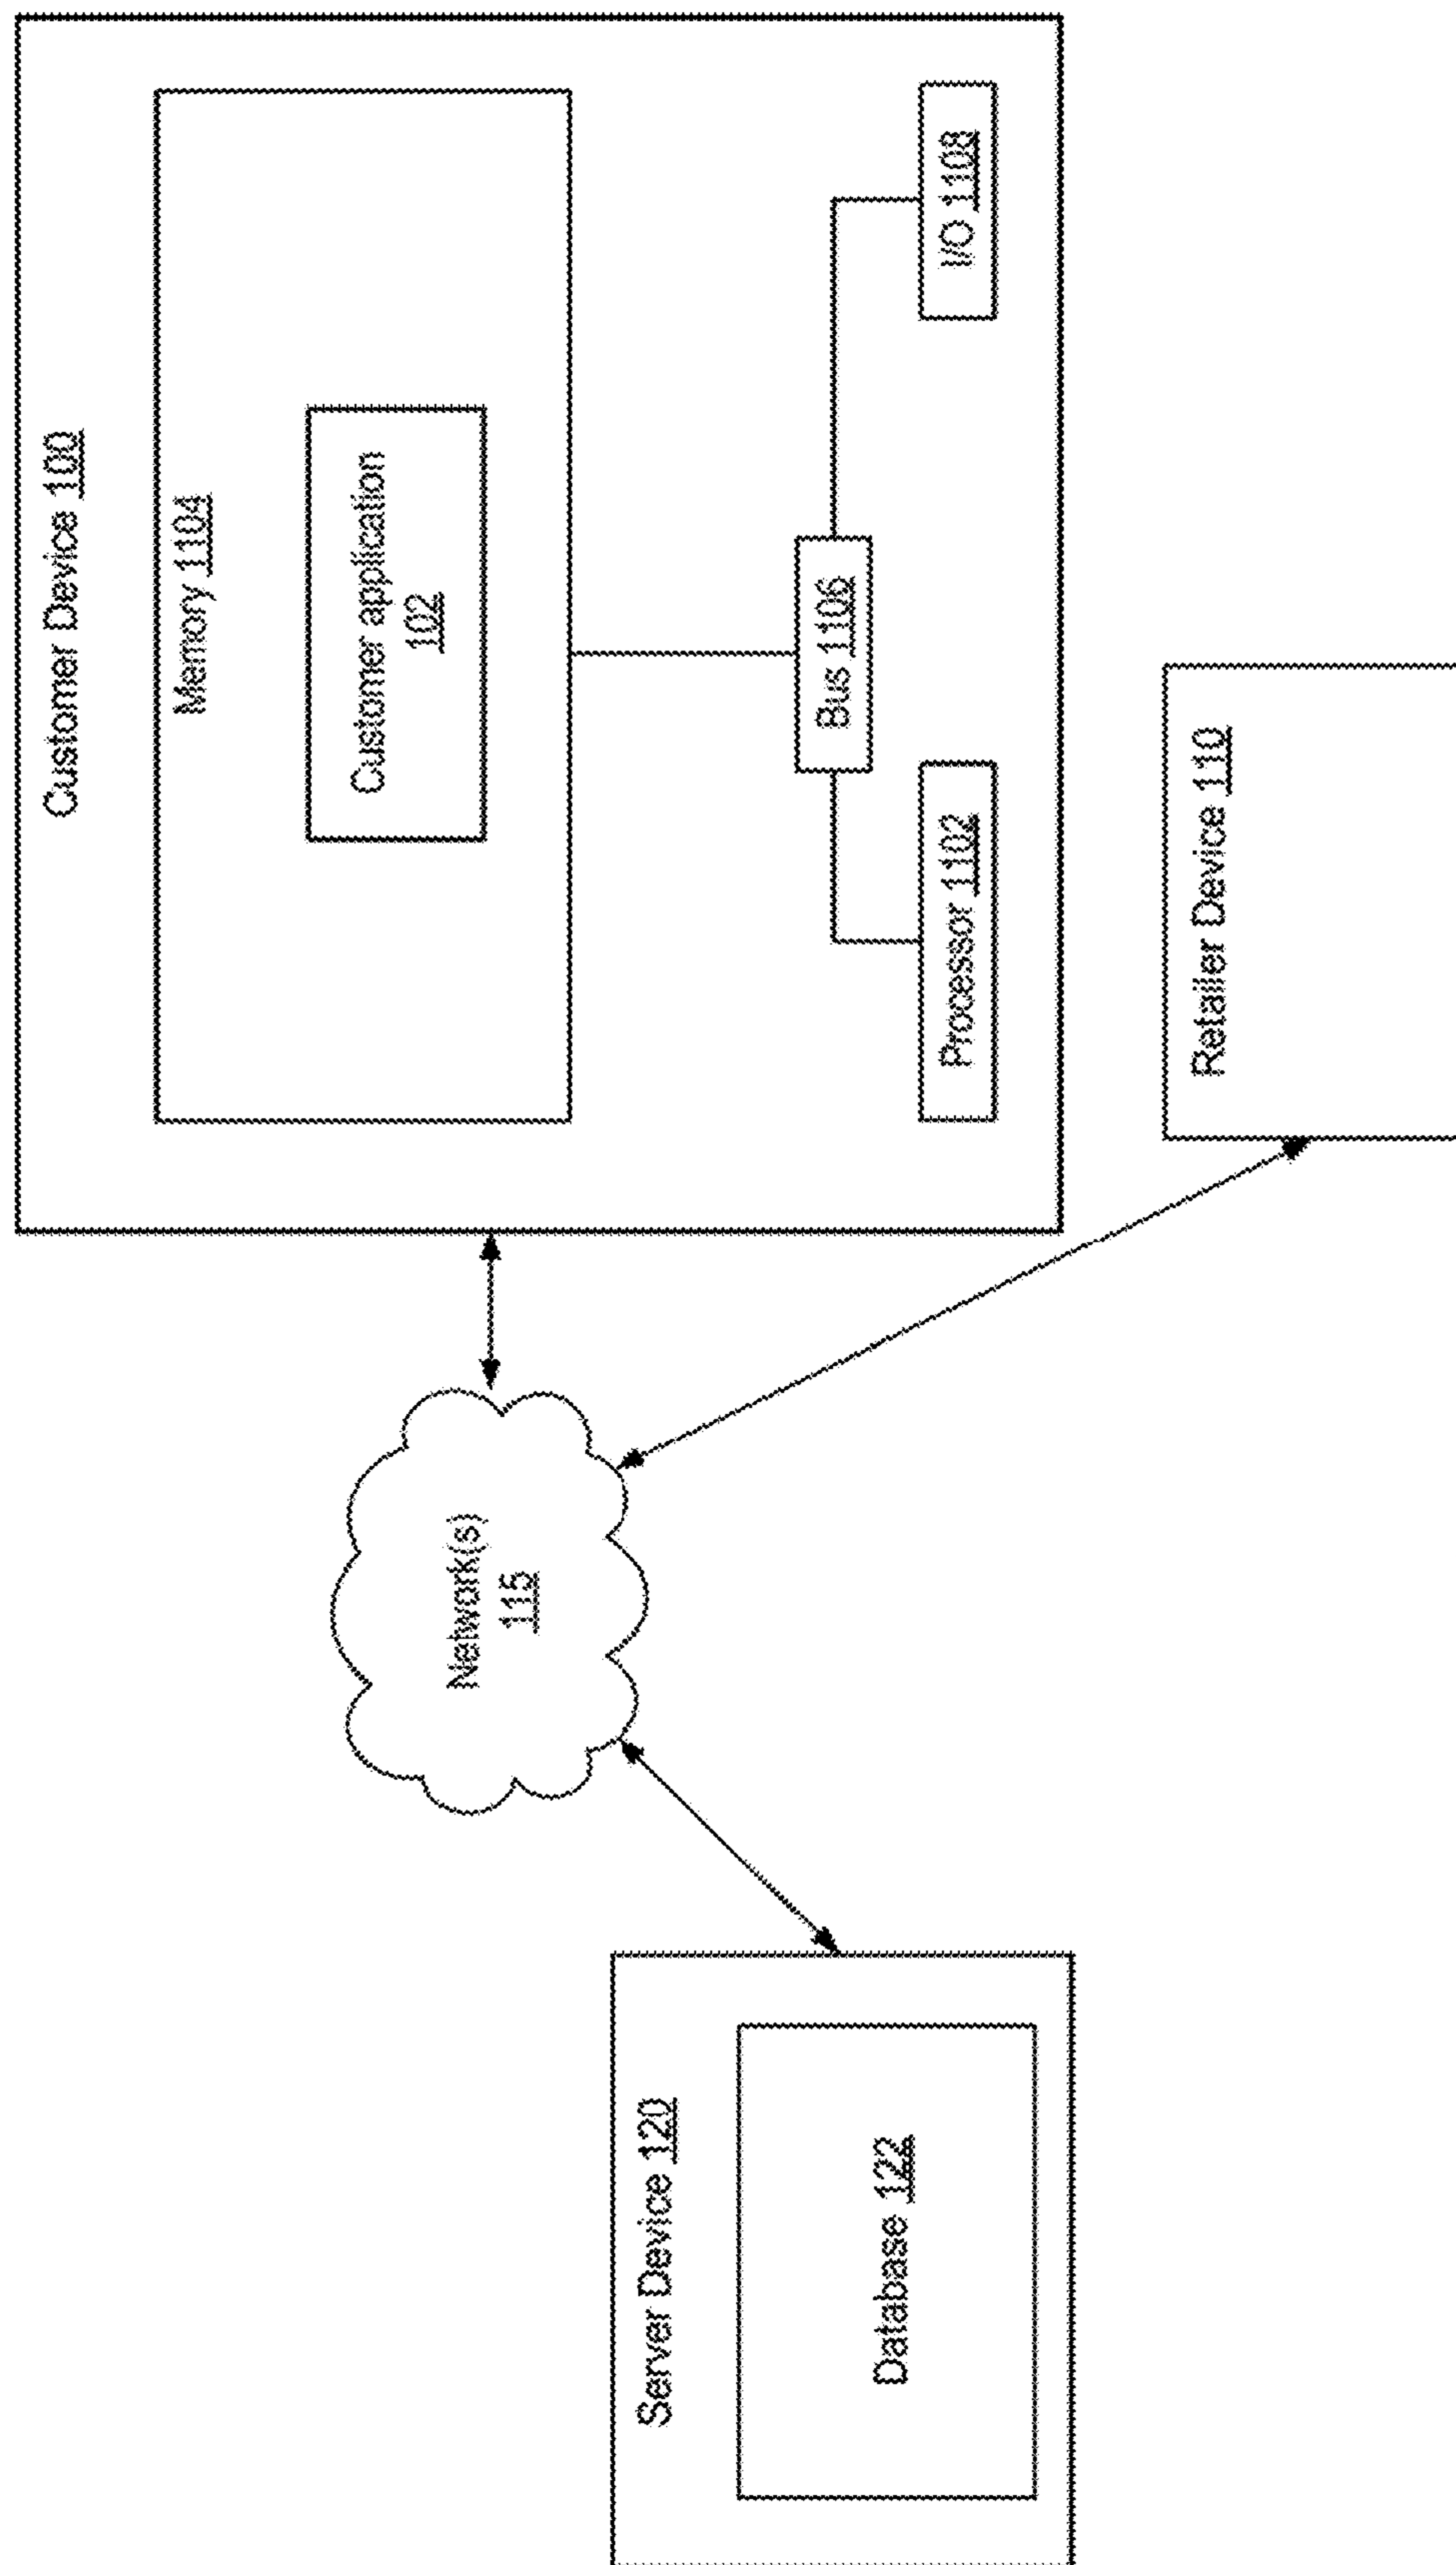 Customer Device 100
Memory 1104
Customer application
102
Bus 1106
Processor 1102
I/O 1108
Network(s)
115
Retailer Device 110
Server Device 120
Database 122